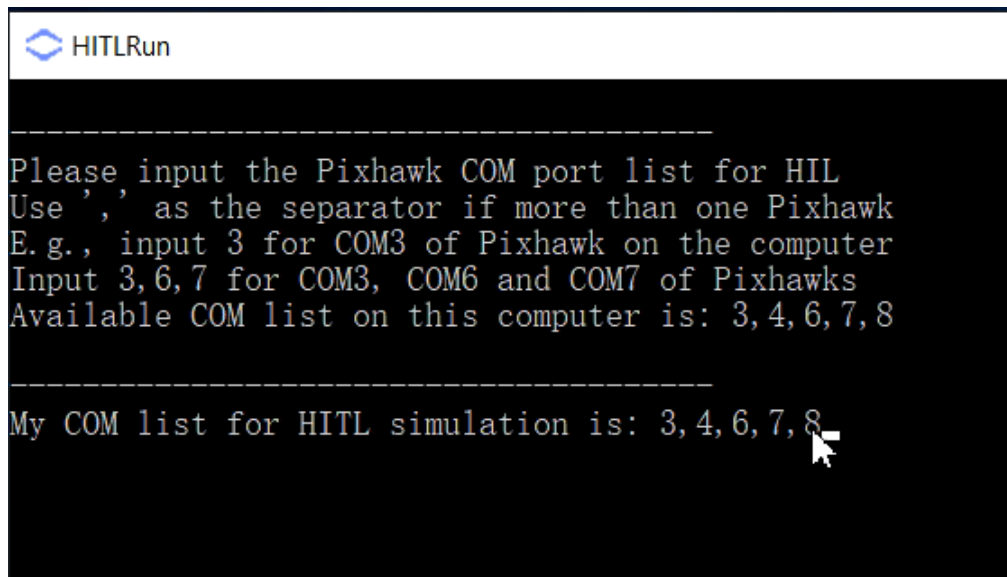 HITLRun
---------------------------------------
Please input the Pixhawk COM port list for HIL
Use ',' as the separator if more than one Pixhawk
E.g., input 3 for COM3 of Pixhawk on the computer
Input 3,6,7 for COM3, COM6 and COM7 of Pixhawks
Available COM list on this computer is: 3,4,6,7,8
---------------------------------------
My COM list for HITL simulation is: 3,4,6,7,8